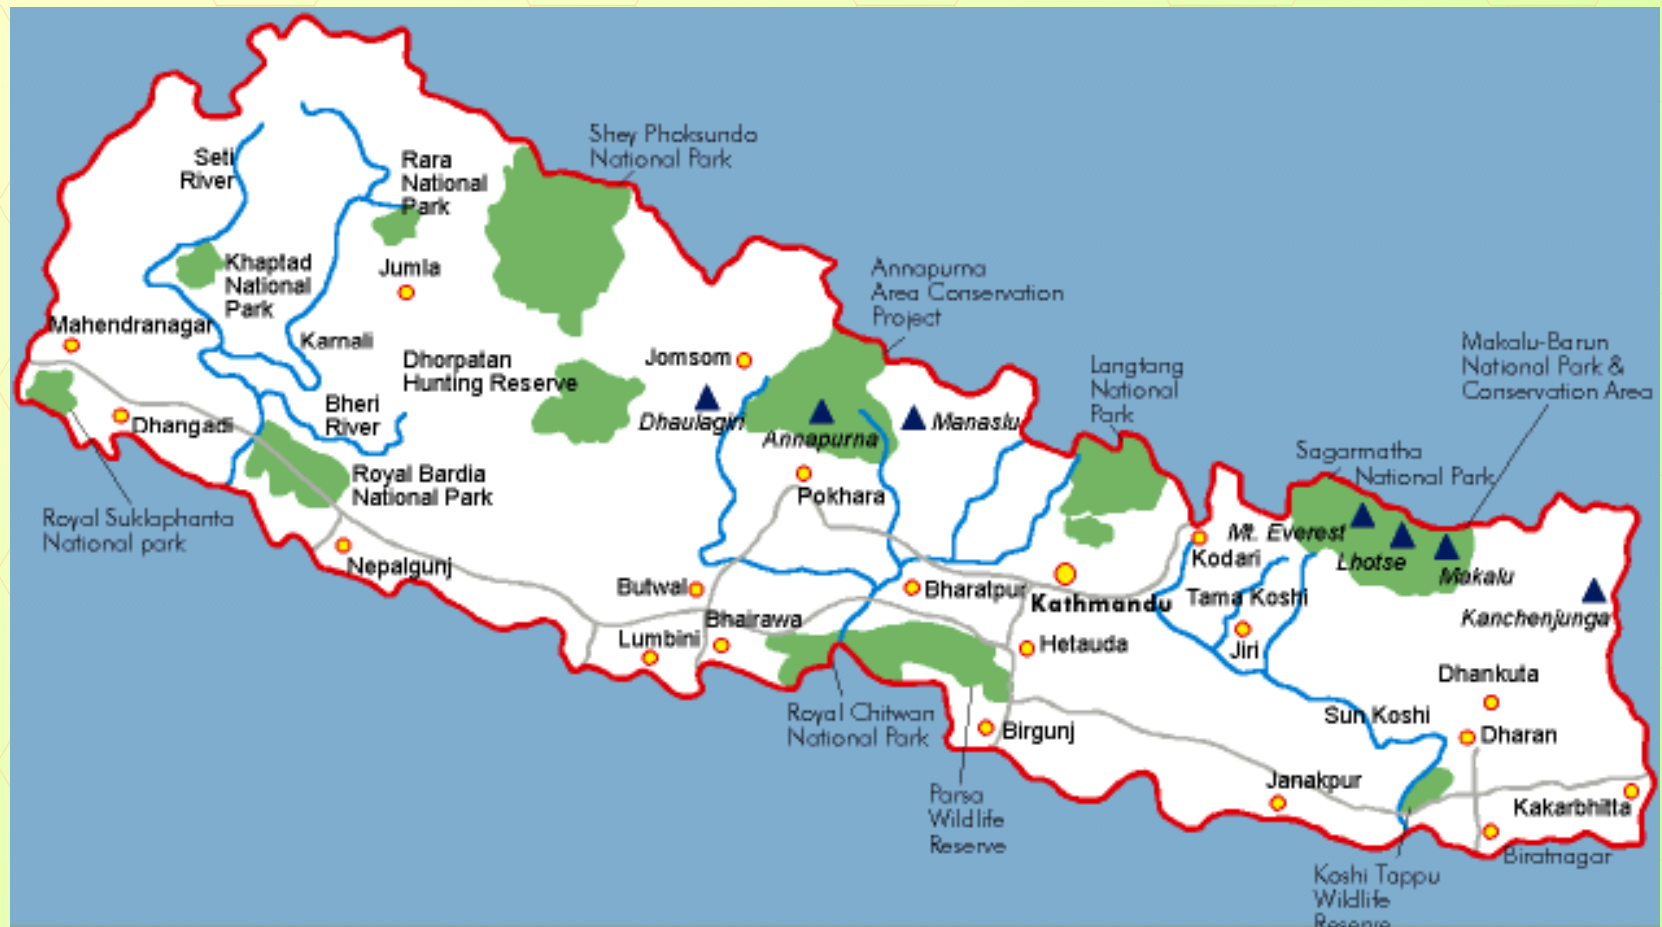 Shey Phoksundo
National Park
Seti
River
Rara
National
Park
Khaptad
National
Park
Jumla
Annapurna
Area Conservation
Project
Mahendranagar
Karnali
Dhorpatan
Hunting Reserve
Jomsom
Makalu-Barun
National Park &
Conservation Area
Langtang
National
Park
Bheri
River
Dhangadi
Dhaulagiri
Annapurna
Manaslu
Sagarmatha
National Park
Royal Bardia
National Park
Pokhara
Royal Suklaphanta
National park
Mt. Everest
Kodari
Lhotse
Makalu
Nepalgunj
Butwal
Bharatpur
Kathmandu
Tama Koshi
Kanchenjunga
Bhairawa
Lumbini
Hetauda
Jiri
Dhankuta
Royal Chitwan
National Park
Birgunj
Sun Koshi
Dharan
Janakpur
Parsa
Wildlife
Reserve
Kakarbhitta
Biratnagar
Koshi Tappu
Wildlife
Reserve